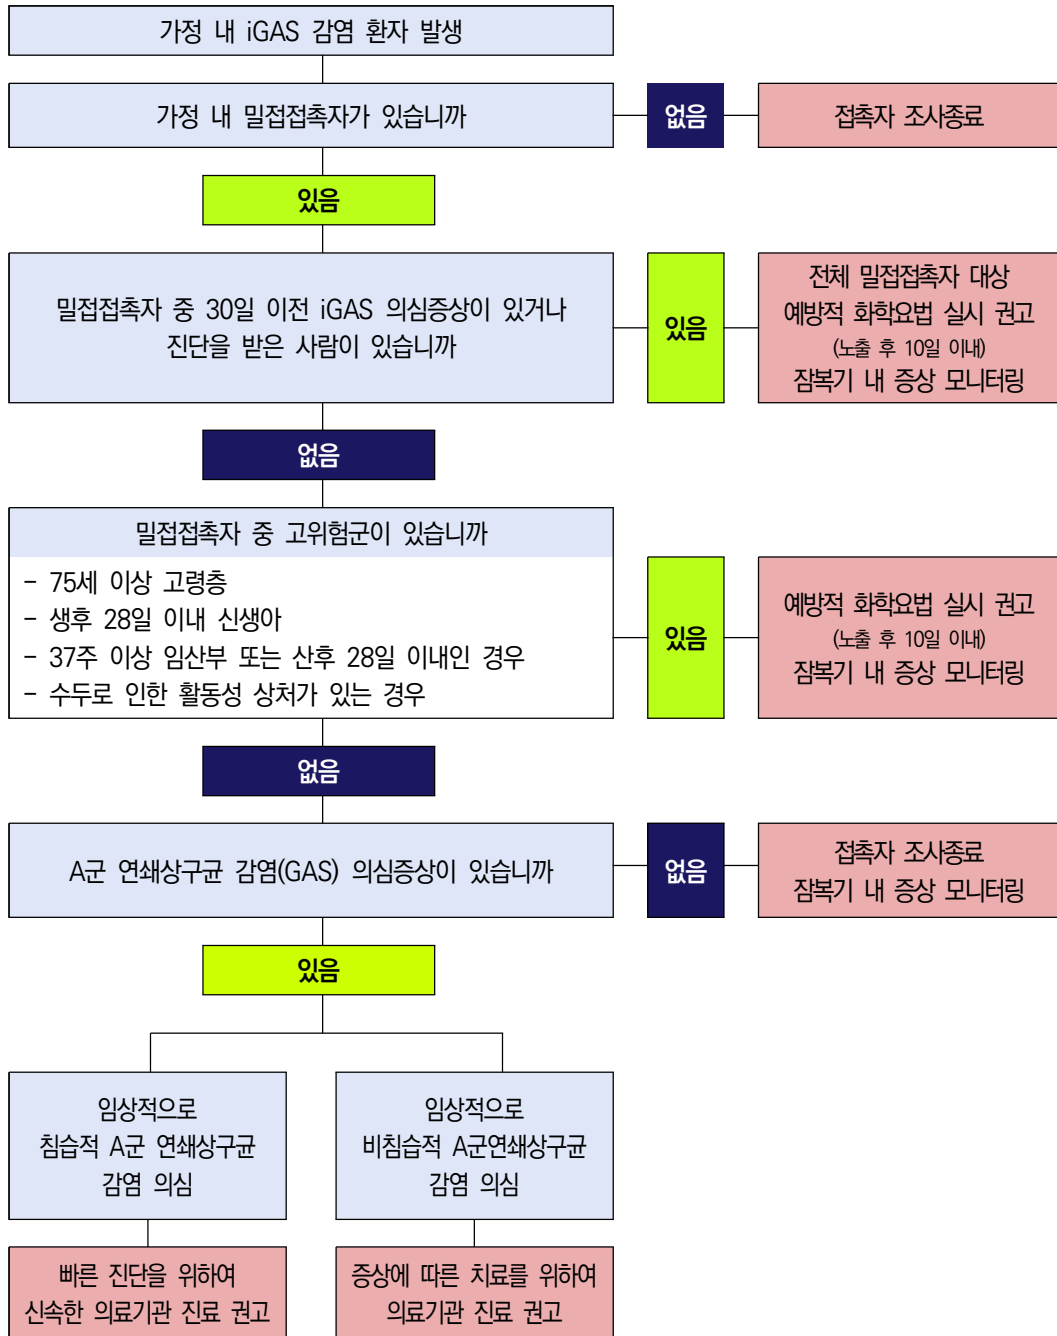 가정 내 iGAS 감염 환자 발생
가정 내 밀접접촉자가 있습니까
없음
접촉자 조사종료
있음
밀접접촉자 중 30일 이전 iGAS 의심증상이 있거나
진단을 받은 사람이 있습니까
있음
전체 밀접접촉자 대상
예방적 화학요법 실시 권고
(노출 후 10일 이내)
잠복기 내 증상 모니터링
없음
밀접접촉자 중 고위험군이 있습니까
- 75세 이상 고령층
- 생후 28일 이내 신생아
- 37주 이상 임산부 또는 산후 28일 이내인 경우
- 수두로 인한 활동성 상처가 있는 경우
있음
예방적 화학요법 실시 권고
(노출 후 10일 이내)
잠복기 내 증상 모니터링
없음
A군 연쇄상구균 감염(GAS) 의심증상이 있습니까
없음
접촉자 조사종료
잠복기 내 증상 모니터링
있음
임상적으로
침습적 A군 연쇄상구균
감염 의심
임상적으로
비침습적 A군연쇄상구균
감염 의심
빠른 진단을 위하여
신속한 의료기관 진료 권고
증상에 따른 치료를 위하여
의료기관 진료 권고